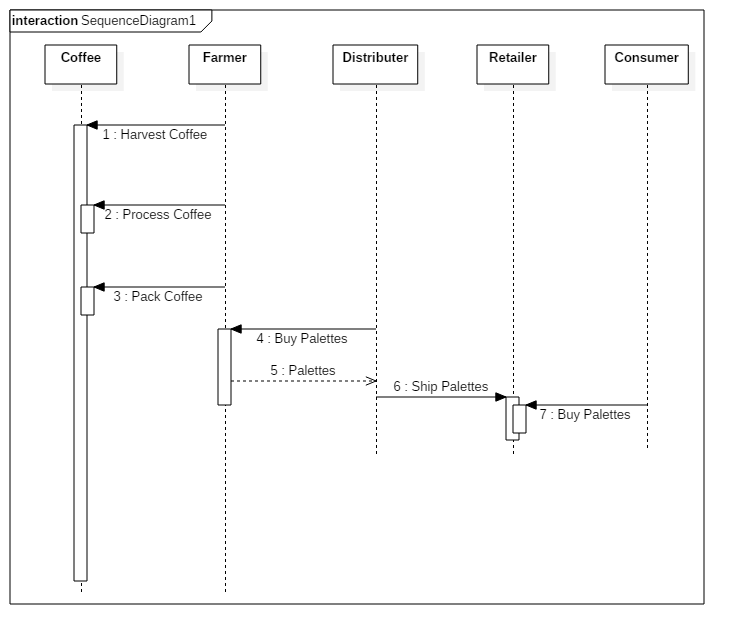 interaction SequenceDiagram1
Coffee
Farmer
Distributer
Retailer
Consumer
1 : Harvest Coffee
2 : Process Coffee
3 : Pack Coffee
4 : Buy Palettes
5 : Palettes
6 : Ship Palettes
7 : Buy Palettes